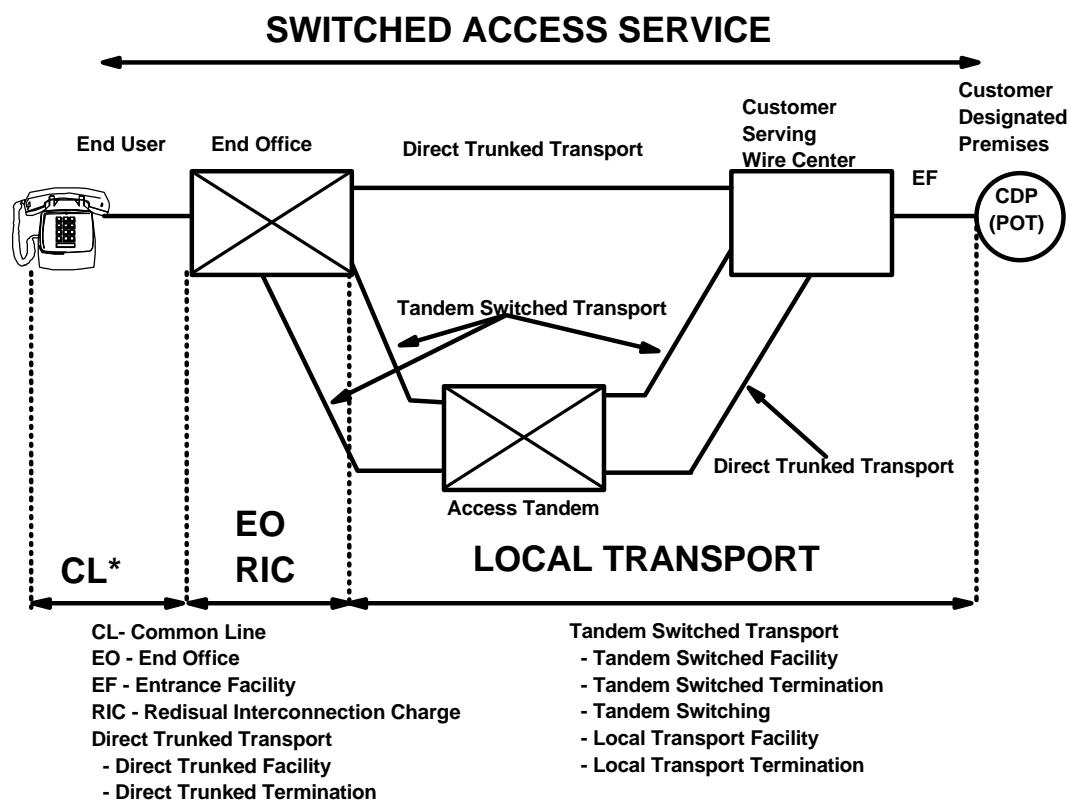 SWITCHED ACCESS SERVICE
Customer
Designated
Premises
Customer
Serving
Wire Center
End User
End Office
Direct Trunked Transport
EF
CDP
(POT)
Tandem Switched Transport
Direct Trunked Transport
Access Tandem
EO
RIC
CL*
LOCAL TRANSPORT
CL- Common Line
EO - End Office
EF - Entrance Facility
RIC - Redisual Interconnection Charge
Direct Trunked Transport
- Direct Trunked Facility
- Direct Trunked Termination
Tandem Switched Transport
- Tandem Switched Facility
- Tandem Switched Termination
- Tandem Switching
- Local Transport Facility
- Local Transport Termination